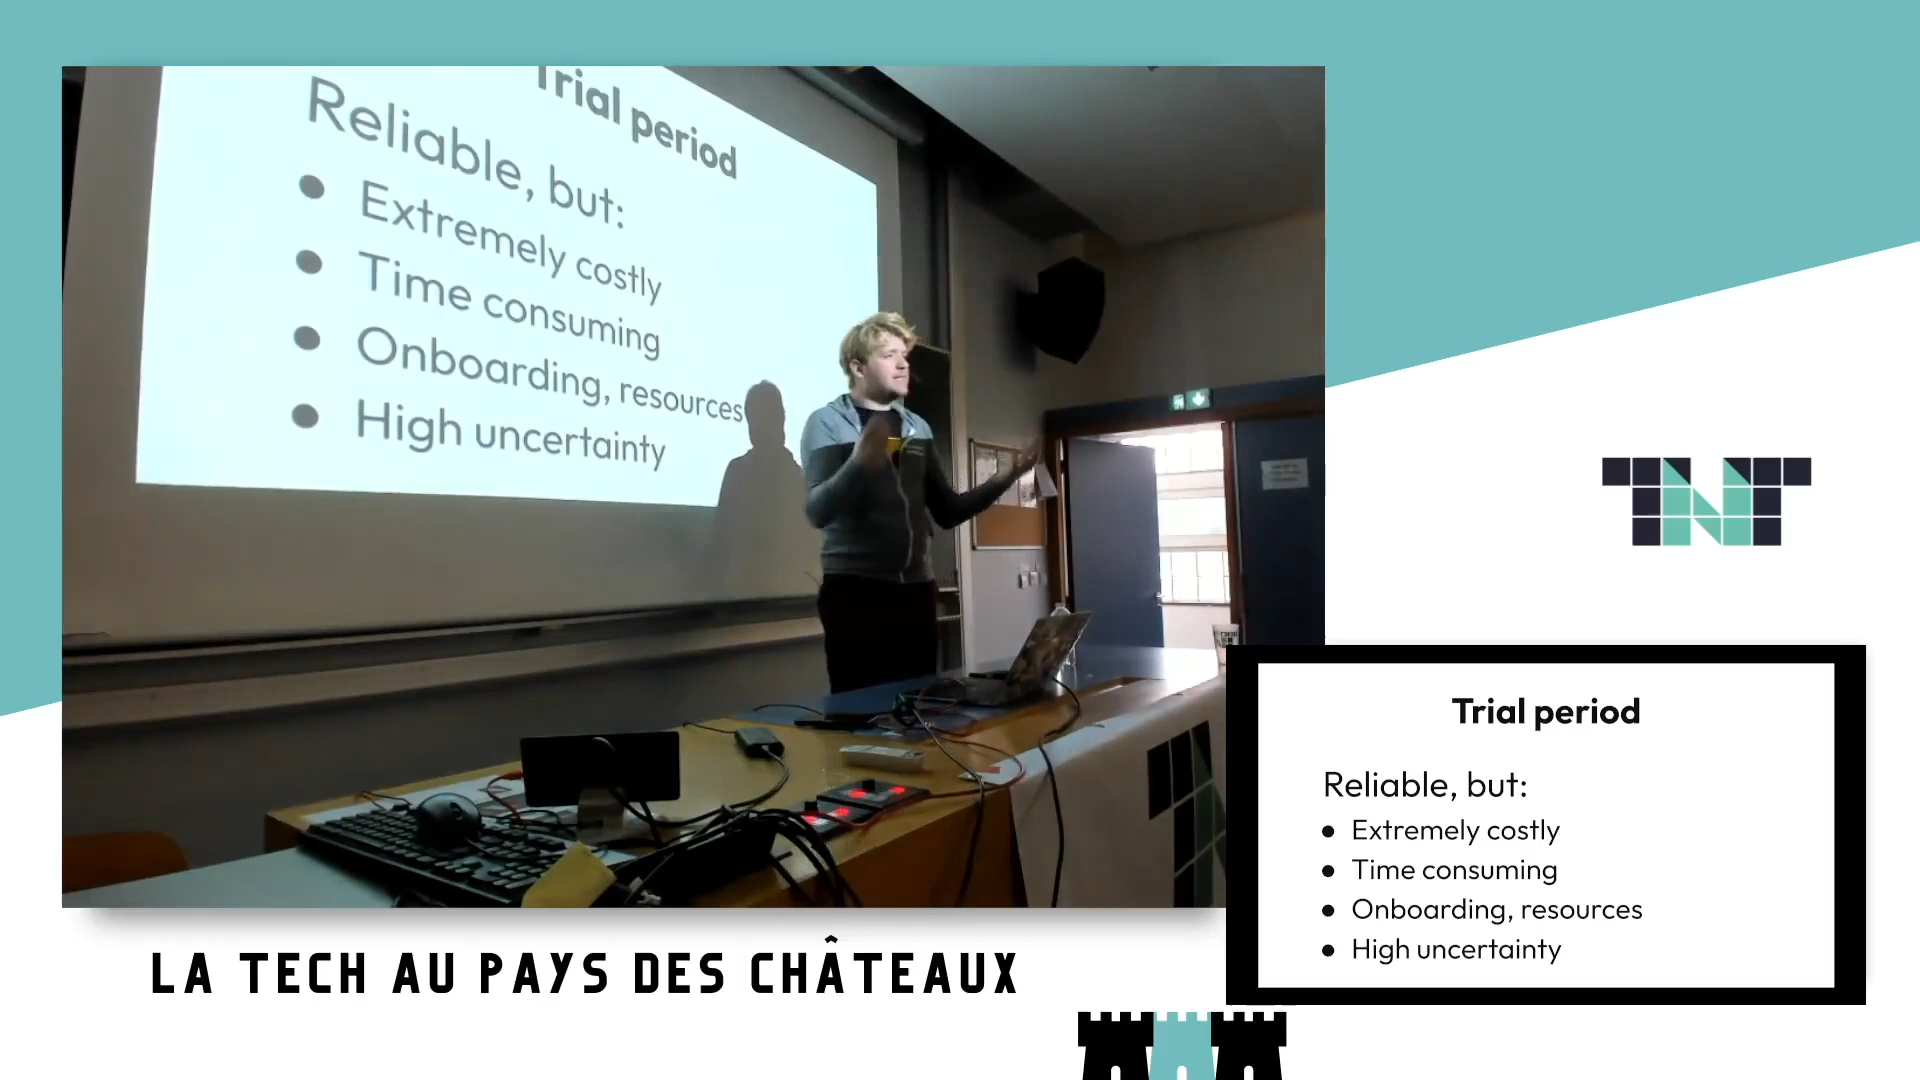 Trial period
Reliable, but:
● Extremely costly
● Time consuming
● Onboarding, resources
● High uncertainty
TNT
Trial period
Reliable, but:
● Extremely costly
● Time consuming
● Onboarding, resources
● High uncertainty
LA TECH AU PAYS DES CHÂTEAUX